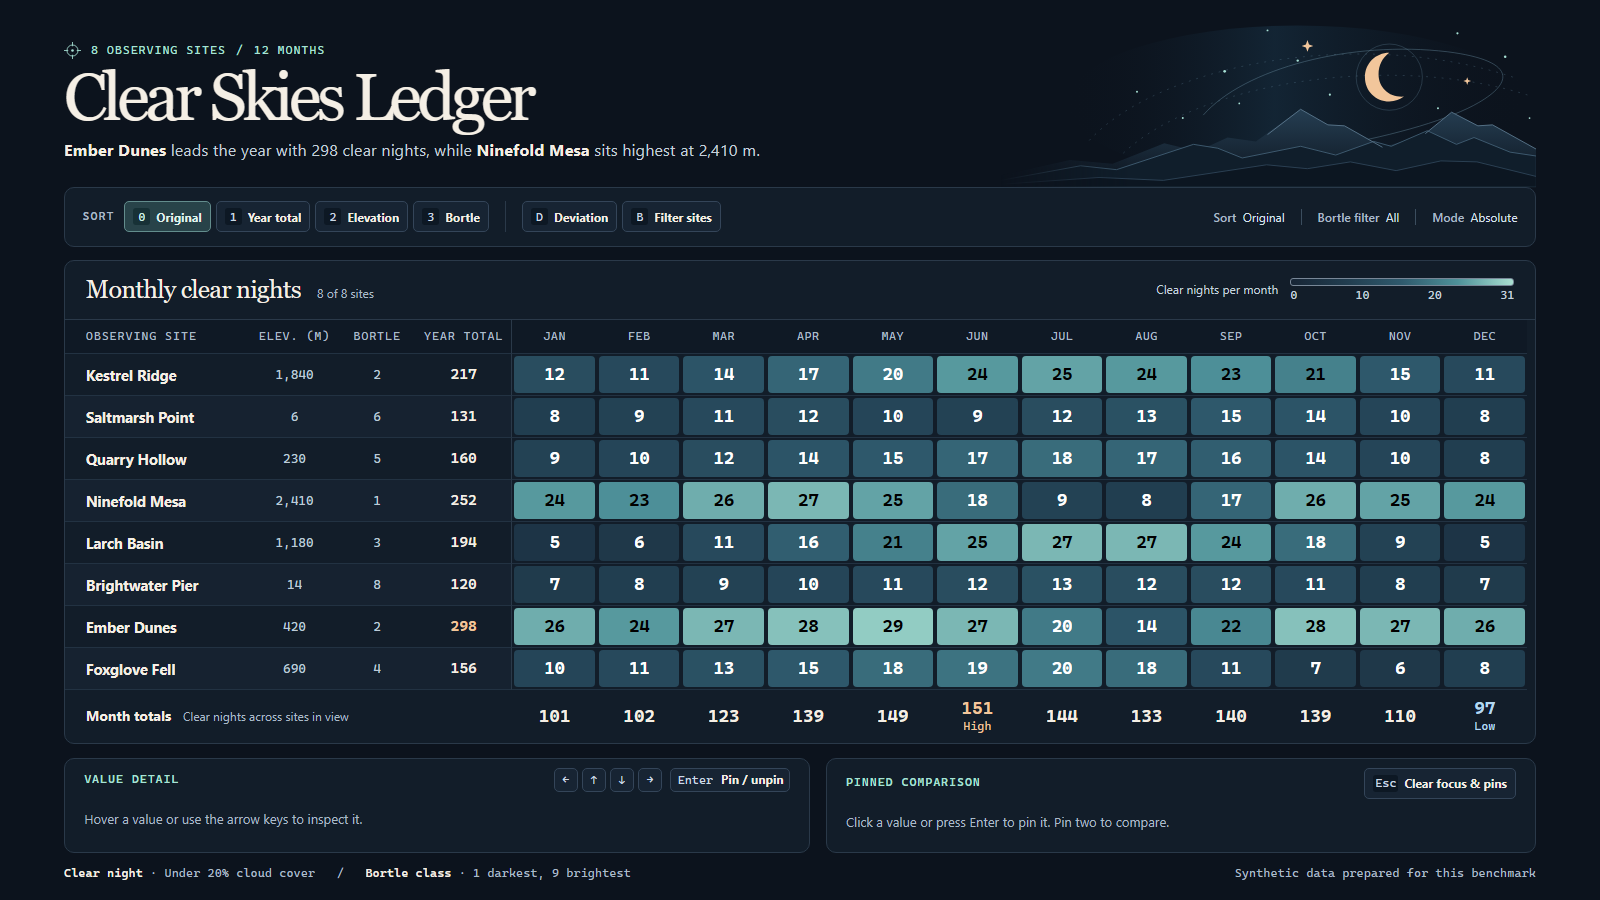 8 OBSERVING SITES / 12 MONTHS
Clear Skies Ledger
Ember Dunes leads the year with 298 clear nights, while Ninefold Mesa sits highest at 2,410 m.
SORT 0 Original 1 Year total 2 Elevation 3 Bortle D Deviation B Filter sites Sort Original Bortle filter All Mode Absolute
Monthly clear nights 8 of 8 sites Clear nights per month
0 10 20 31
OBSERVING SITE ELEV. (M) BORTLE YEAR TOTAL JAN FEB MAR APR MAY JUN JUL AUG SEP OCT NOV DEC
Kestrel Ridge 1,840 2 217 12 11 14 17 20 24 25 24 23 21 15 11
Saltmarsh Point 6 6 131 8 9 11 12 10 9 12 13 15 14 10 8
Quarry Hollow 230 5 160 9 10 12 14 15 17 18 17 16 14 10 8
Ninefold Mesa 2,410 1 252 24 23 26 27 25 18 9 8 17 26 25 24
Larch Basin 1,180 3 194 5 6 11 16 21 25 27 27 24 18 9 5
Brightwater Pier 14 8 120 7 8 9 10 11 12 13 12 12 11 8 7
Ember Dunes 420 2 298 26 24 27 28 29 27 20 14 22 28 27 26
Foxglove Fell 690 4 156 10 11 13 15 18 19 20 18 11 7 6 8
Month totals Clear nights across sites in view 101 102 123 139 149 151 144 133 140 139 110 97
High Low
VALUE DETAIL ← ↑ ↓ → Enter Pin / unpin
Hover a value or use the arrow keys to inspect it.
PINNED COMPARISON Esc Clear focus & pins
Click a value or press Enter to pin it. Pin two to compare.
Clear night · Under 20% cloud cover / Bortle class · 1 darkest, 9 brightest
Synthetic data prepared for this benchmark